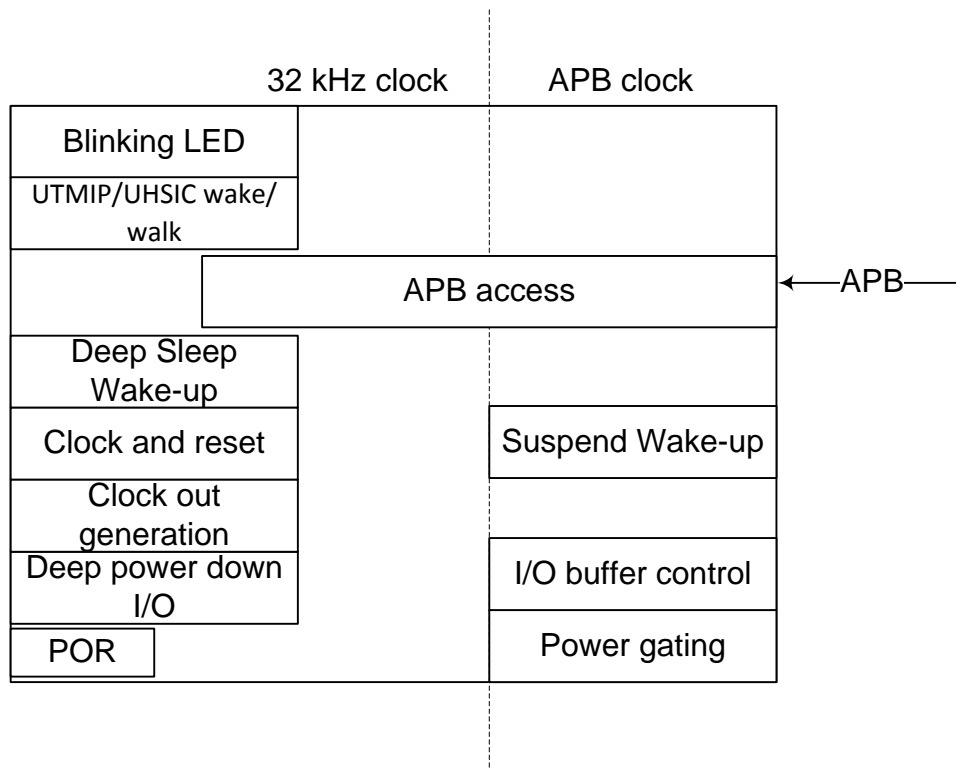 32 kHz clock
APB clock
Blinking LED
UTMIP/UHSIC wake/
walk
APB access
APB
Deep Sleep
Wake-up
Clock and reset
Suspend Wake-up
Clock out
generation
Deep power down
I/O
I/O buffer control
POR
Power gating